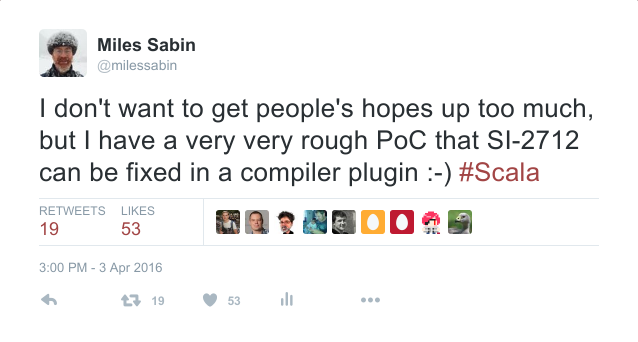 Miles Sabin
@milessabin
I don't want to get people's hopes up too much,
but I have a very very rough PoC that SI-2712
can be fixed in a compiler plugin :-) #Scala
RETWEETS LIKES
19 53
3:00 PM - 3 Apr 2016
19 53